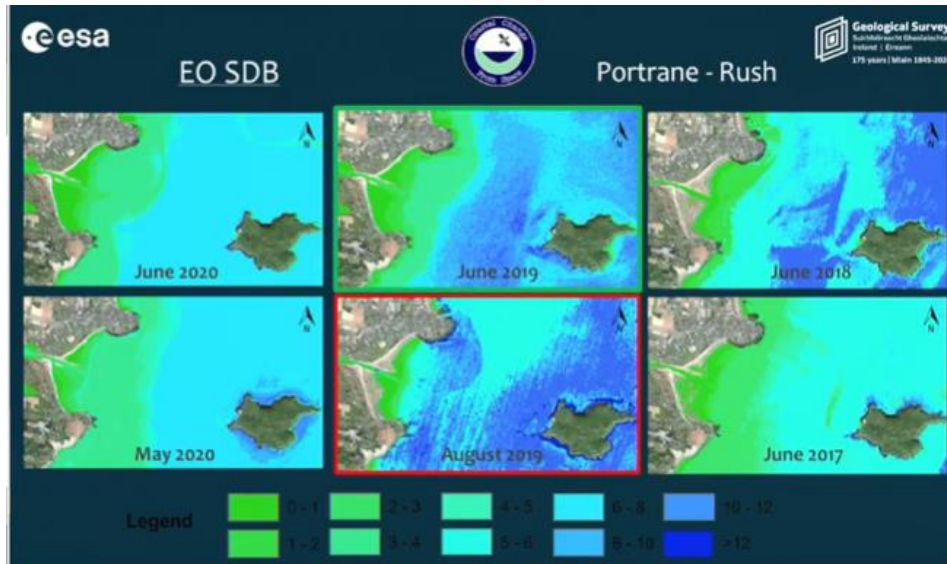 esa
EO SDB
Portrane - Rush
Geological Survey
Ireland | Éireann
N
N
N
June 2020
June 2019
June 2018
N
N
N
May 2020
August 2019
June 2017
Legend
0 - 1
2 - 3
4 - 5
6 - 8
10 - 12
1 - 2
3 - 4
5 - 6
8 - 10
>12